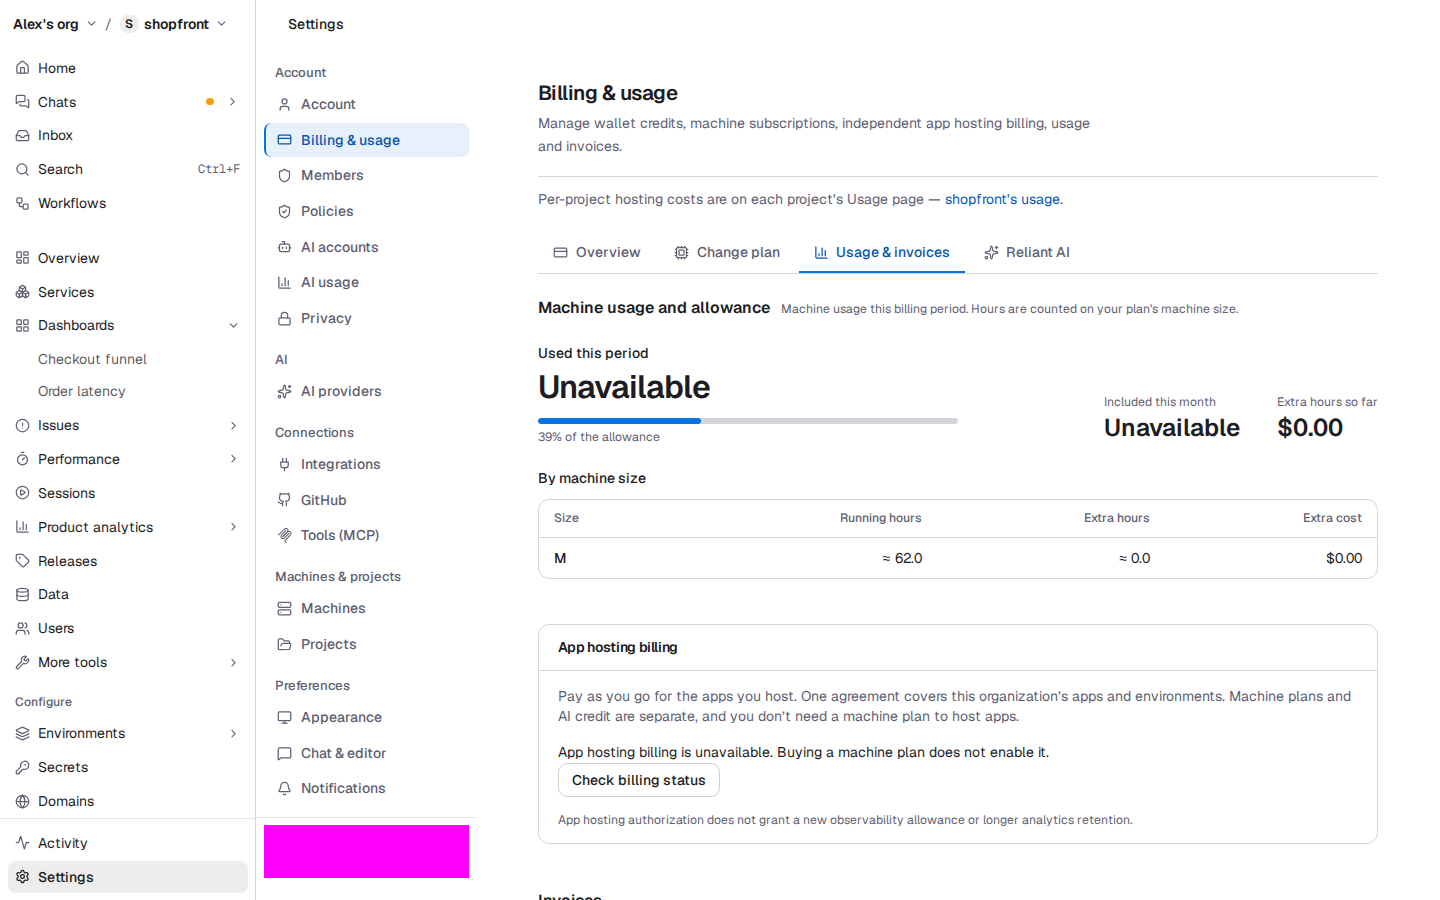 Alex's org / S shopfront
Home
Chats
Inbox
Search Ctrl+F
Workflows
Overview
Services
Dashboards
Checkout funnel
Order latency
Issues
Performance
Sessions
Product analytics
Releases
Data
Users
More tools
Configure
Environments
Secrets
Domains
Activity
Settings
Settings
Account
Account
Billing & usage
Members
Policies
AI accounts
AI usage
Privacy
AI
AI providers
Connections
Integrations
GitHub
Tools (MCP)
Machines & projects
Machines
Projects
Preferences
Appearance
Chat & editor
Notifications
Billing & usage
Manage wallet credits, machine subscriptions, independent app hosting billing, usage
and invoices.
Per-project hosting costs are on each project's Usage page — shopfront's usage.
Overview Change plan Usage & invoices Reliant AI
Machine usage and allowance Machine usage this billing period. Hours are counted on your plan's machine size.
Used this period
Unavailable
39% of the allowance
Included this month
Unavailable
Extra hours so far
$0.00
By machine size
Size Running hours Extra hours Extra cost
M ≈ 62.0 ≈ 0.0 $0.00
App hosting billing
Pay as you go for the apps you host. One agreement covers this organization's apps and environments. Machine plans and
AI credit are separate, and you don't need a machine plan to host apps.
App hosting billing is unavailable. Buying a machine plan does not enable it.
Check billing status
App hosting authorization does not grant a new observability allowance or longer analytics retention.
Invoices